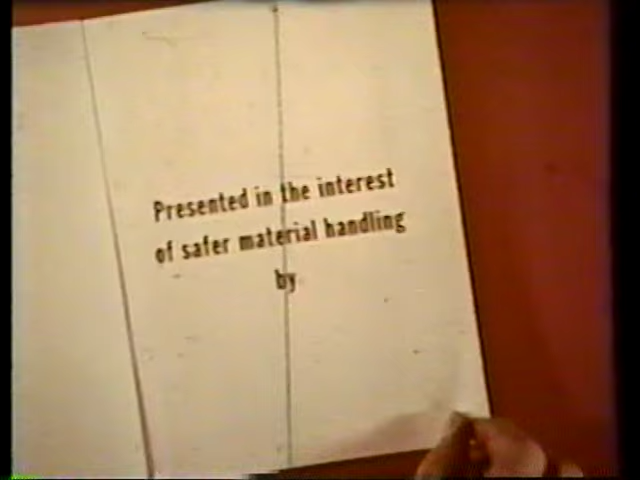 Presented in the interest
of safer material handling
by